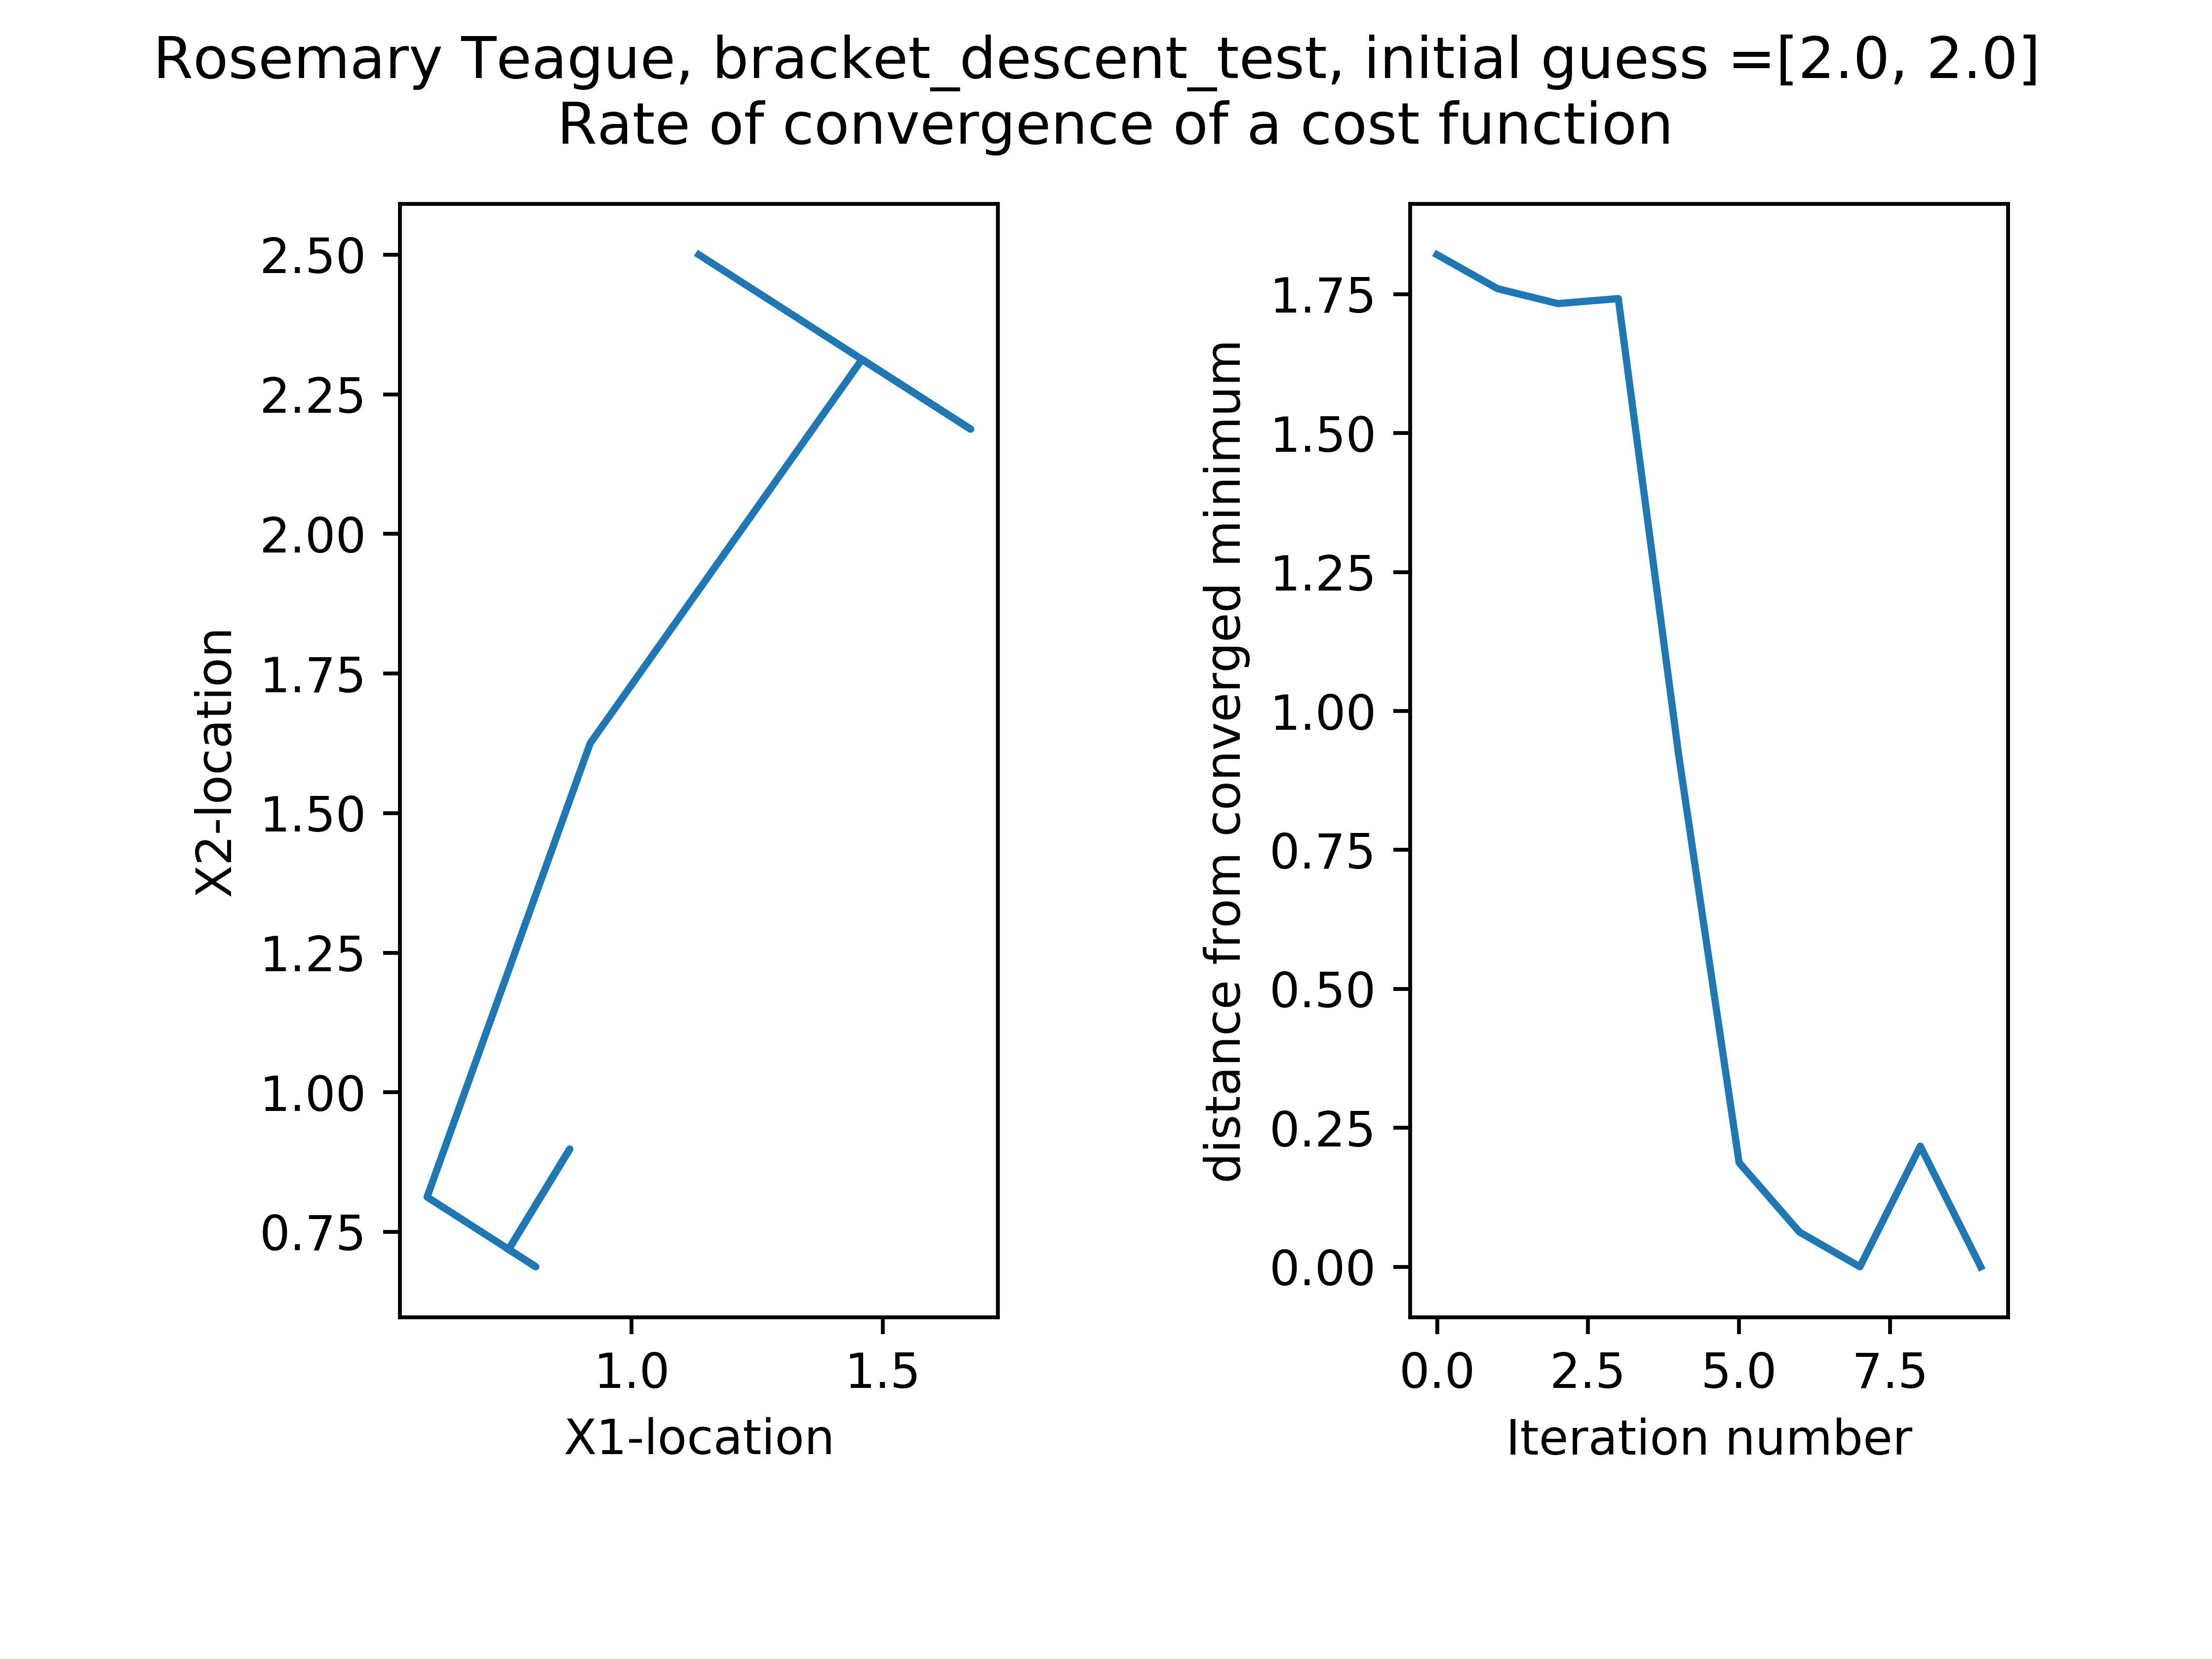 Rosemary Teague, bracket_descent_test, initial guess =[2.0, 2.0]
Rate of convergence of a cost function
X2-location
2.50
2.25
2.00
1.75
1.50
1.25
1.00
0.75
1.0 1.5
X1-location
distance from converged minimum
1.75
1.50
1.25
1.00
0.75
0.50
0.25
0.00
0.0 2.5 5.0 7.5
Iteration number